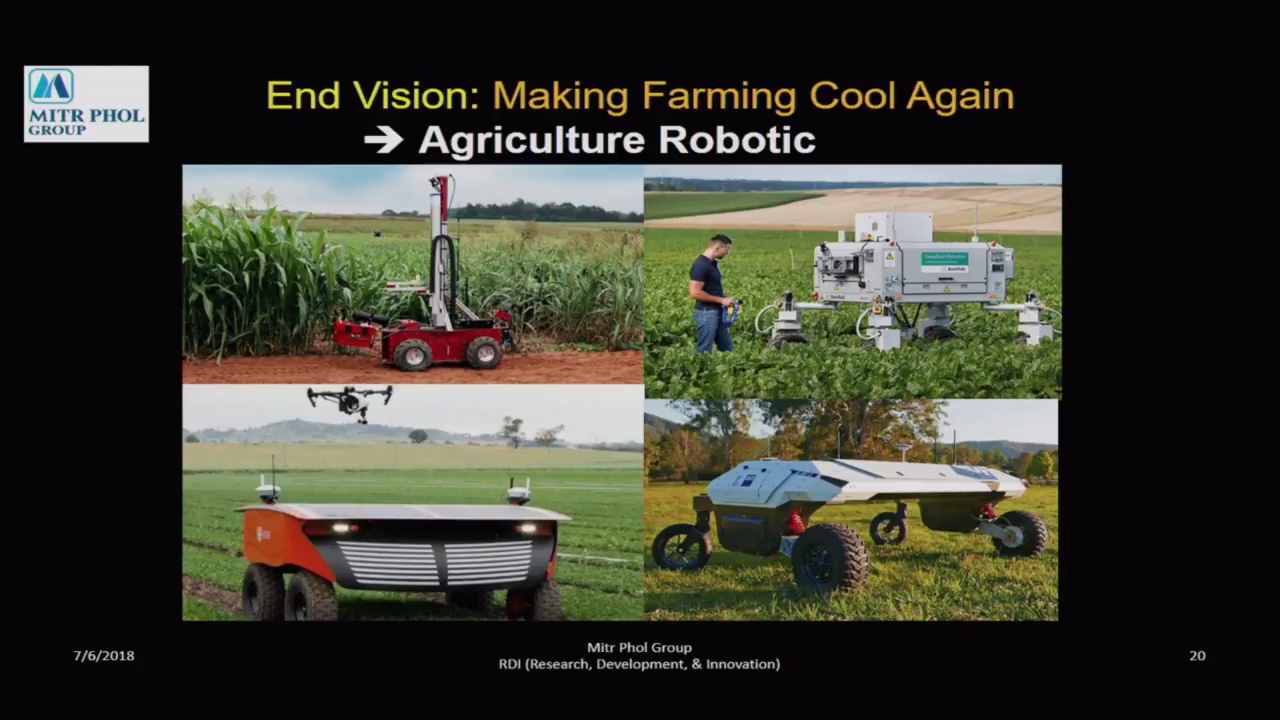 MITR PHOL
GROUP
End Vision: Making Farming Cool Again
➔ Agriculture Robotic
7/6/2018
Mitr Phol Group
RDI (Research, Development, & Innovation)
20